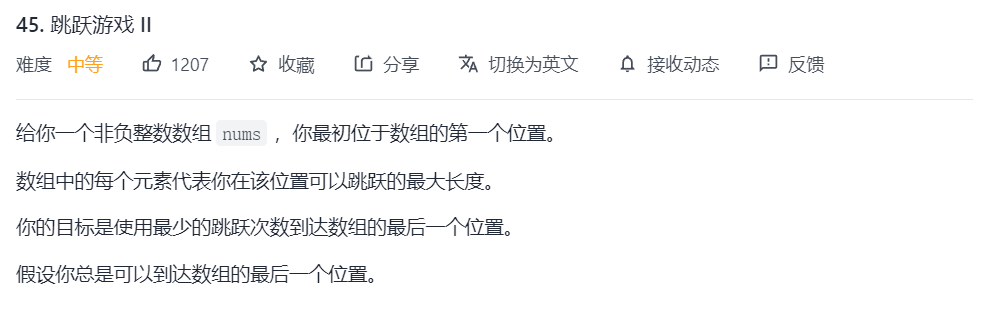 45. 跳跃游戏 II
难度 中等 1207 收藏 分享 切换为英文 接收动态 反馈
给你一个非负整数数组 nums ，你最初位于数组的第一个位置。
数组中的每个元素代表你在该位置可以跳跃的最大长度。
你的目标是使用最少的跳跃次数到达数组的最后一个位置。
假设你总是可以到达数组的最后一个位置。